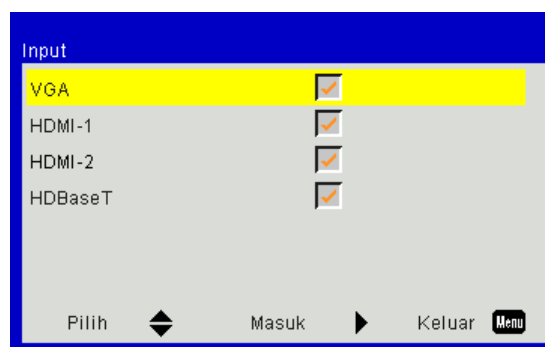 Input
VGA
HDMI-1
HDMI-2
HDBaseT
Pilih Masuk Keluar Menu